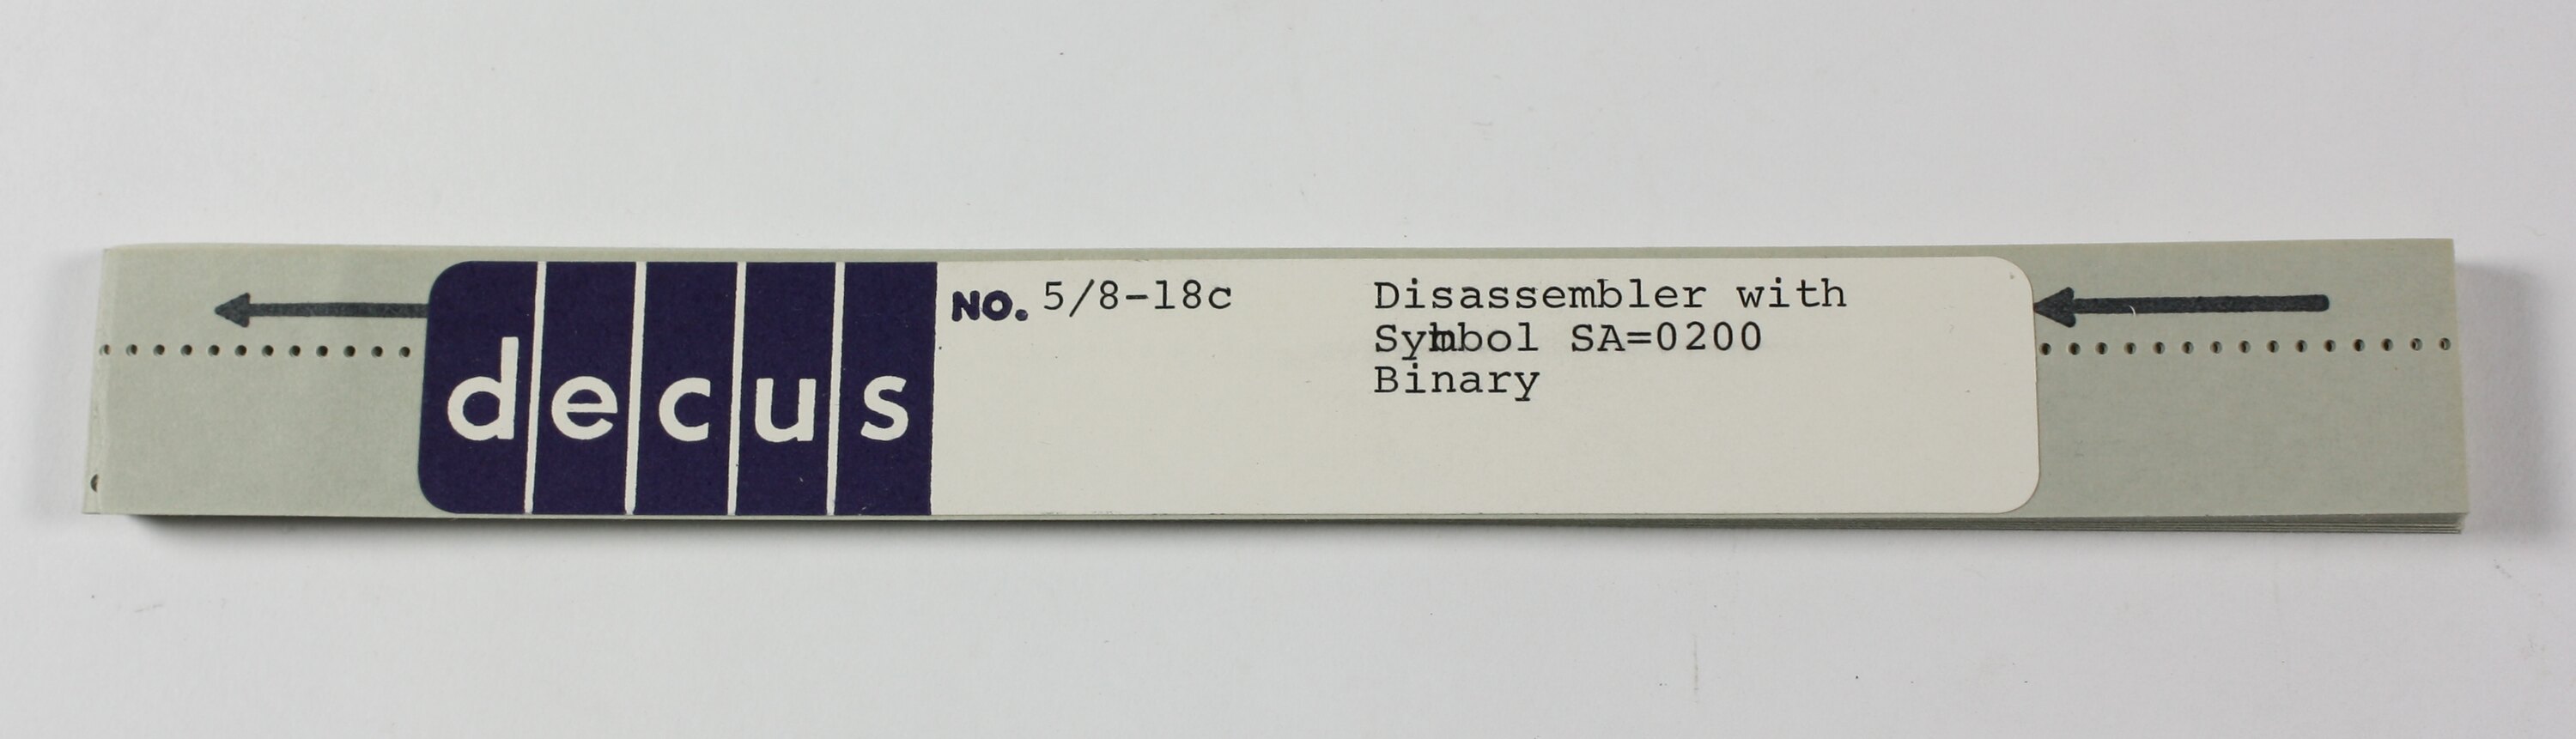 decus
NO. 5/8-18c
Disassembler with
Symbol SA=0200
Binary